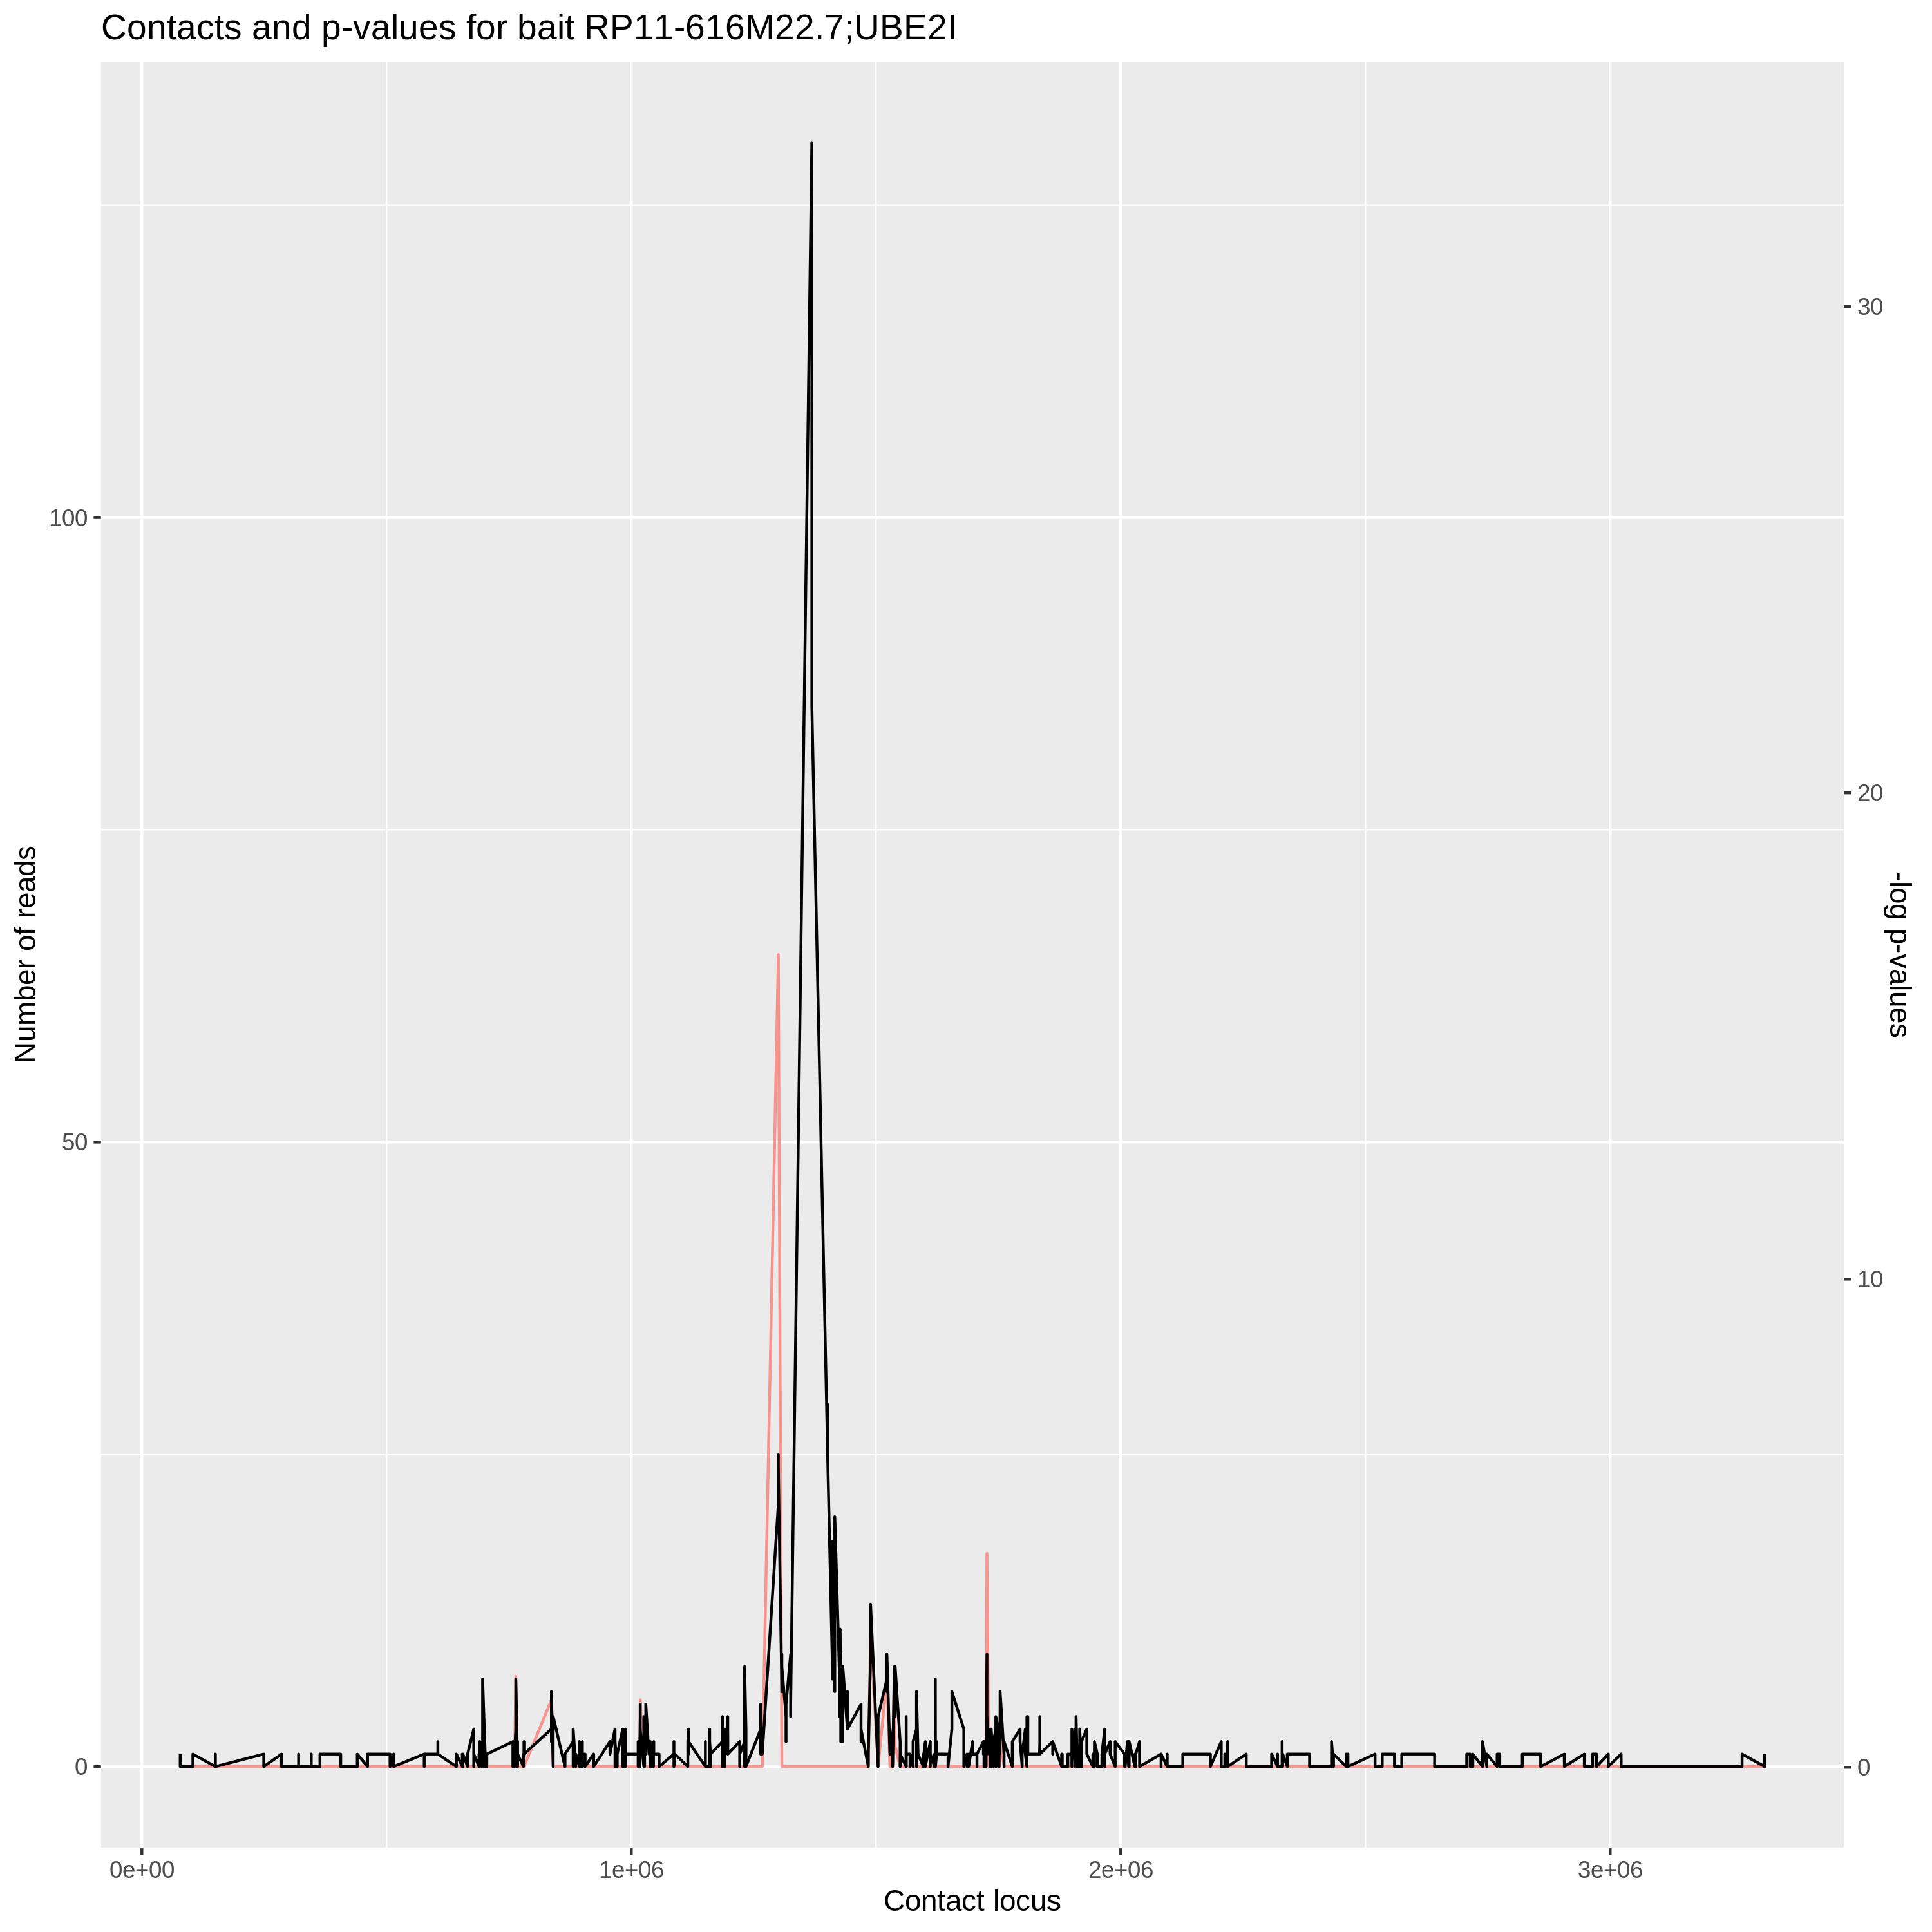 Contacts and p-values for bait RP11-616M22.7;UBE2I
Number of reads
100
50
0
30
20
10
0
-log p-values
0e+00
1e+06
2e+06
3e+06
Contact locus